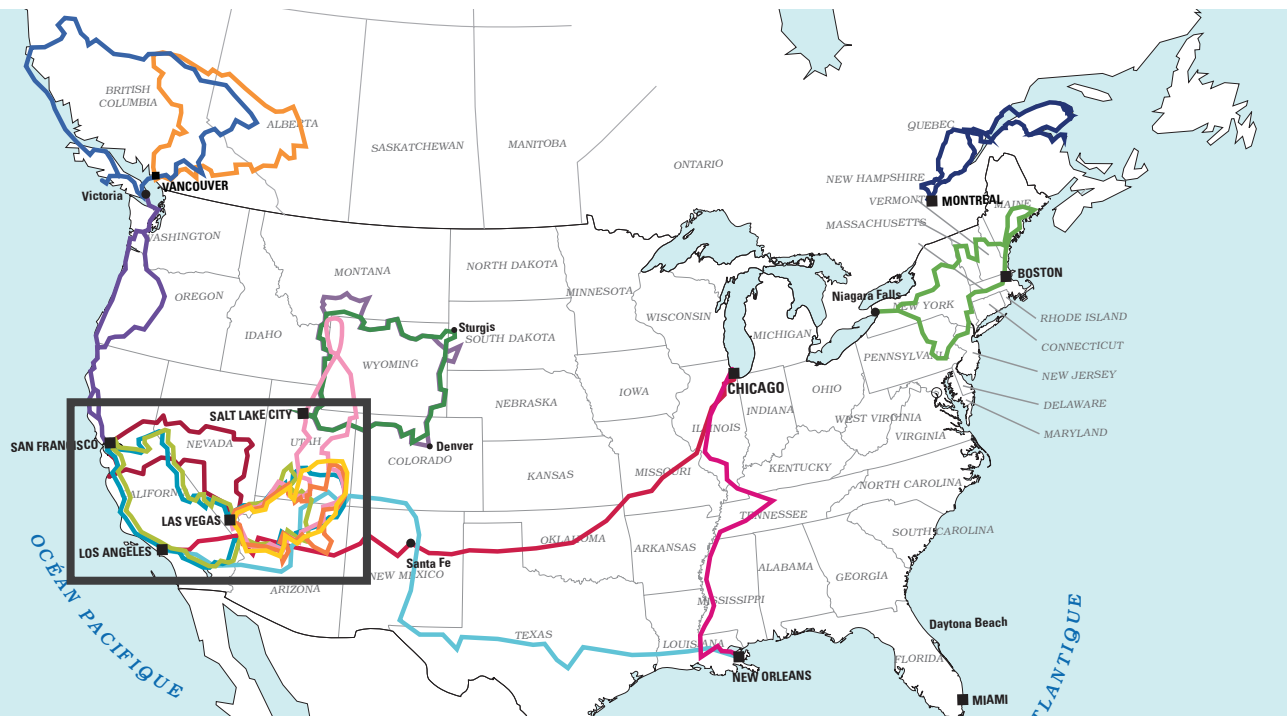 BRITISH
COLUMBIA
ALBERTA
SASKATCHEWAN
MANITOBA
ONTARIO
QUEBEC
VANCOUVER
Victoria
WASHINGTON
OREGON
IDAHO
MONTANA
NORTH DAKOTA
MINNESOTA
Sturgis
SOUTH DAKOTA
WYOMING
WISCONSIN
MICHIGAN
Niagara Falls
NEW YORK
NEW HAMPSHIRE
VERMONT
MASSACHUSETTS
MONTRÉAL
MAINE
BOSTON
RHODE ISLAND
CONNECTICUT
NEW JERSEY
DELAWARE
MARYLAND
PENNSYLVA
SALT LAKE CITY
SAN FRANCISCO
NEVADA
UTAH
Denver
COLORADO
NEBRASKA
IOWA
CHICAGO
ILLINOIS
INDIANA
OHIO
WEST VIRGINIA
VIRGINIA
KANSAS
MISSOURI
KENTUCKY
NORTH CAROLINA
ALIFORN
LAS VEGAS
LOS ANGELES
ARIZONA
Santa Fe
NEW MEXICO
OKLAHOMA
ARKANSAS
TENNESSEE
SOUTH CAROLINA
ALABAMA
GEORGIA
MISSISSIPPI
TEXAS
LOUISIANA
NEW ORLEANS
Daytona Beach
FLORIDA
MIAMI
OCÉAN PACIFIQUE
TLANTIQUE